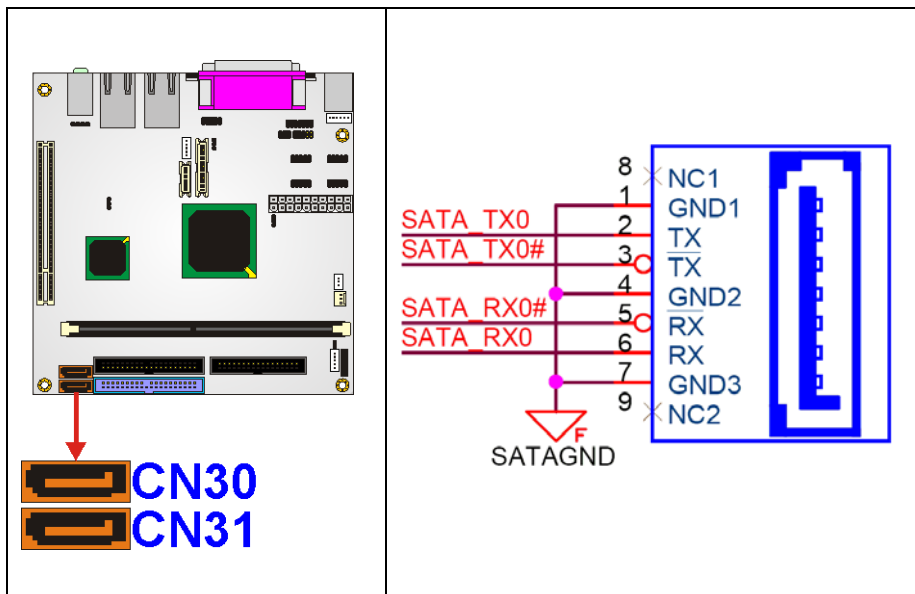 CN30
CN31
8
NC1
1
GND1
SATA_TX0
2
TX
SATA_TX0#
3
TX
4
GND2
SATA_RX0#
5
RX
SATA_RX0
6
RX
7
GND3
9
NC2
F
SATAGND